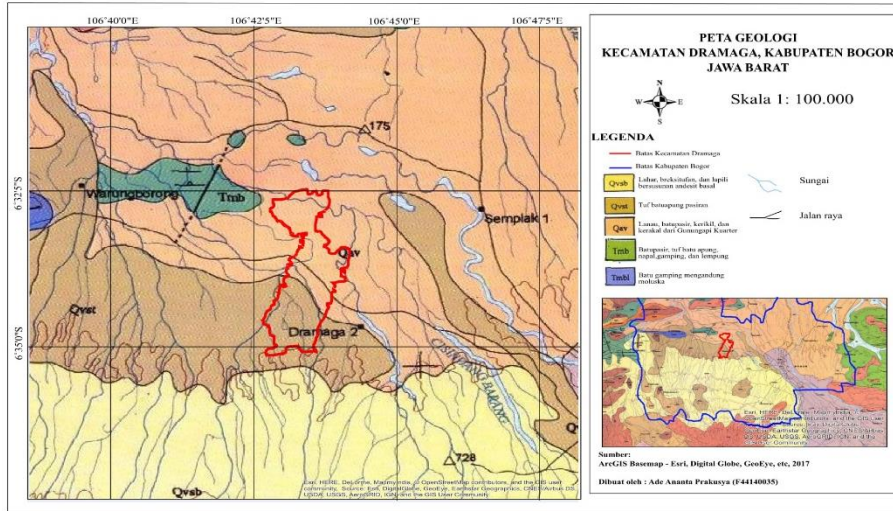 106°40'0"E
106°42'5"E
106°45'0"E
106°47'5"E
6°32'5"S
6°35'0"S
175
Warungborong
Tmb
Semplak 1
Qav
Qvst
Dramaga 2
728
Qvsb
PETA GEOLOGI
KECAMATAN DRAMAGA, KABUPATEN BOGOR
JAWA BARAT
N
W
E
S
Skala 1: 100.000
LEGENDA
Batas Kecamatan Dramaga
Batas Kabupaten Bogor
Qvsb
Lahar, breksitufan, dan lapili
bersusunan andesit basal
Qvst
Tuf batuapung pasiran
Qav
Lanau, batupasir, kerikil, dan
kerakal dari Gunungapi Kuarter
Tmb
Batupasir, tuf batu apung,
napal,gamping, dan lempung
Tmbl
Batu gamping mengandung
moluska
Sungai
Jalan raya
Sumber:
ArcGIS Basemap - Esri, Digital Globe, GeoEye, etc, 2017
Dibuat oleh : Ade Ananta Prakusya (F44140035)